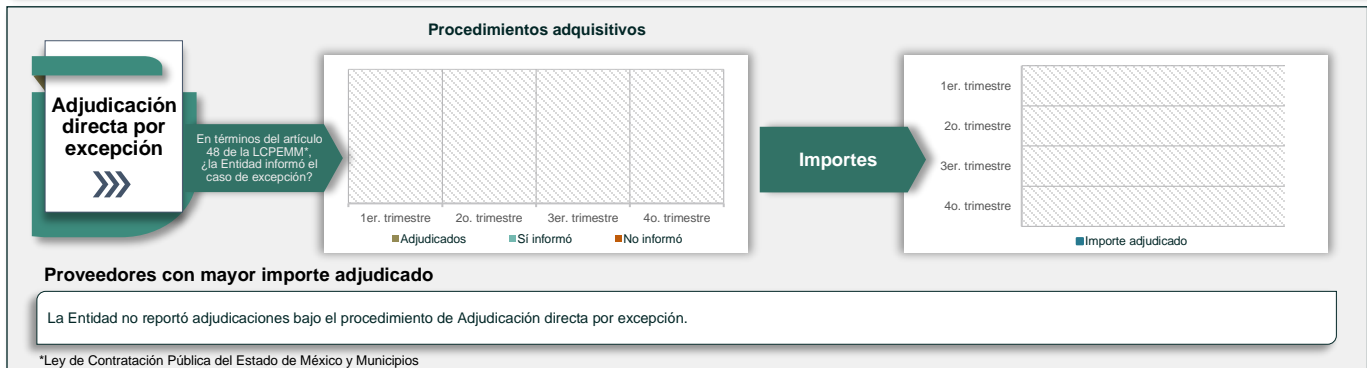 Procedimientos adquisitivos
Adjudicación
directa por
excepción
En términos del artículo
48 de la LCPEMM*,
¿la Entidad informó el
caso de excepción?
1er. trimestre 2o. trimestre 3er. trimestre 4o. trimestre
Adjudicados Sí informó No informó
Importes
1er. trimestre
2o. trimestre
3er. trimestre
4o. trimestre
Importe adjudicado
Proveedores con mayor importe adjudicado
La Entidad no reportó adjudicaciones bajo el procedimiento de Adjudicación directa por excepción.
*Ley de Contratación Pública del Estado de México y Municipios